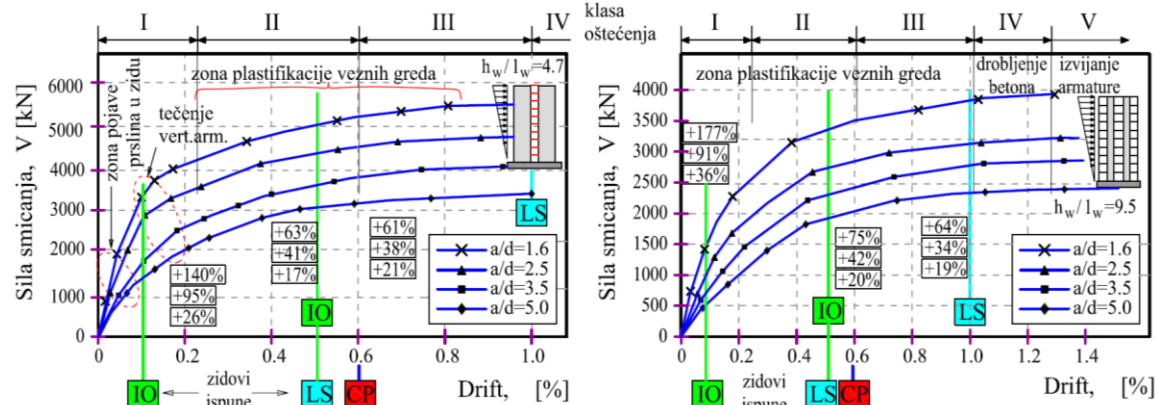 I II III IV
klasa
oštećenja
I II III IV V
Sila smicanja, V [kN]
6000
5000
4000
3000
2000
1000
0
zona plastifikacije veznih greda
h_w/l_w=4.7
zona pojave
prslina u zidu
tečenje
vert.arm.
+140%
+95%
+26%
+63%
+41%
+17%
+61%
+38%
+21%
IO
LS
a/d=1.6
a/d=2.5
a/d=3.5
a/d=5.0
0 0.2 0.4 0.6 0.8 1.0
IO
zidovi
ispune
LS
CP
Drift, [%]
Sila smicanja, V [kN]
4000
3500
3000
2500
2000
1500
1000
500
0
zona plastifikacije veznih greda
drobljenje
betona
izvijanje
armature
+177%
+91%
+36%
h_w/l_w=9.5
+75%
+42%
+20%
+64%
+34%
+19%
IO
LS
a/d=1.6
a/d=2.5
a/d=3.5
a/d=5.0
0 0.2 0.4 0.6 0.8 1.0 1.2 1.4
IO
zidovi
ispune
LS
CP
Drift, [%]